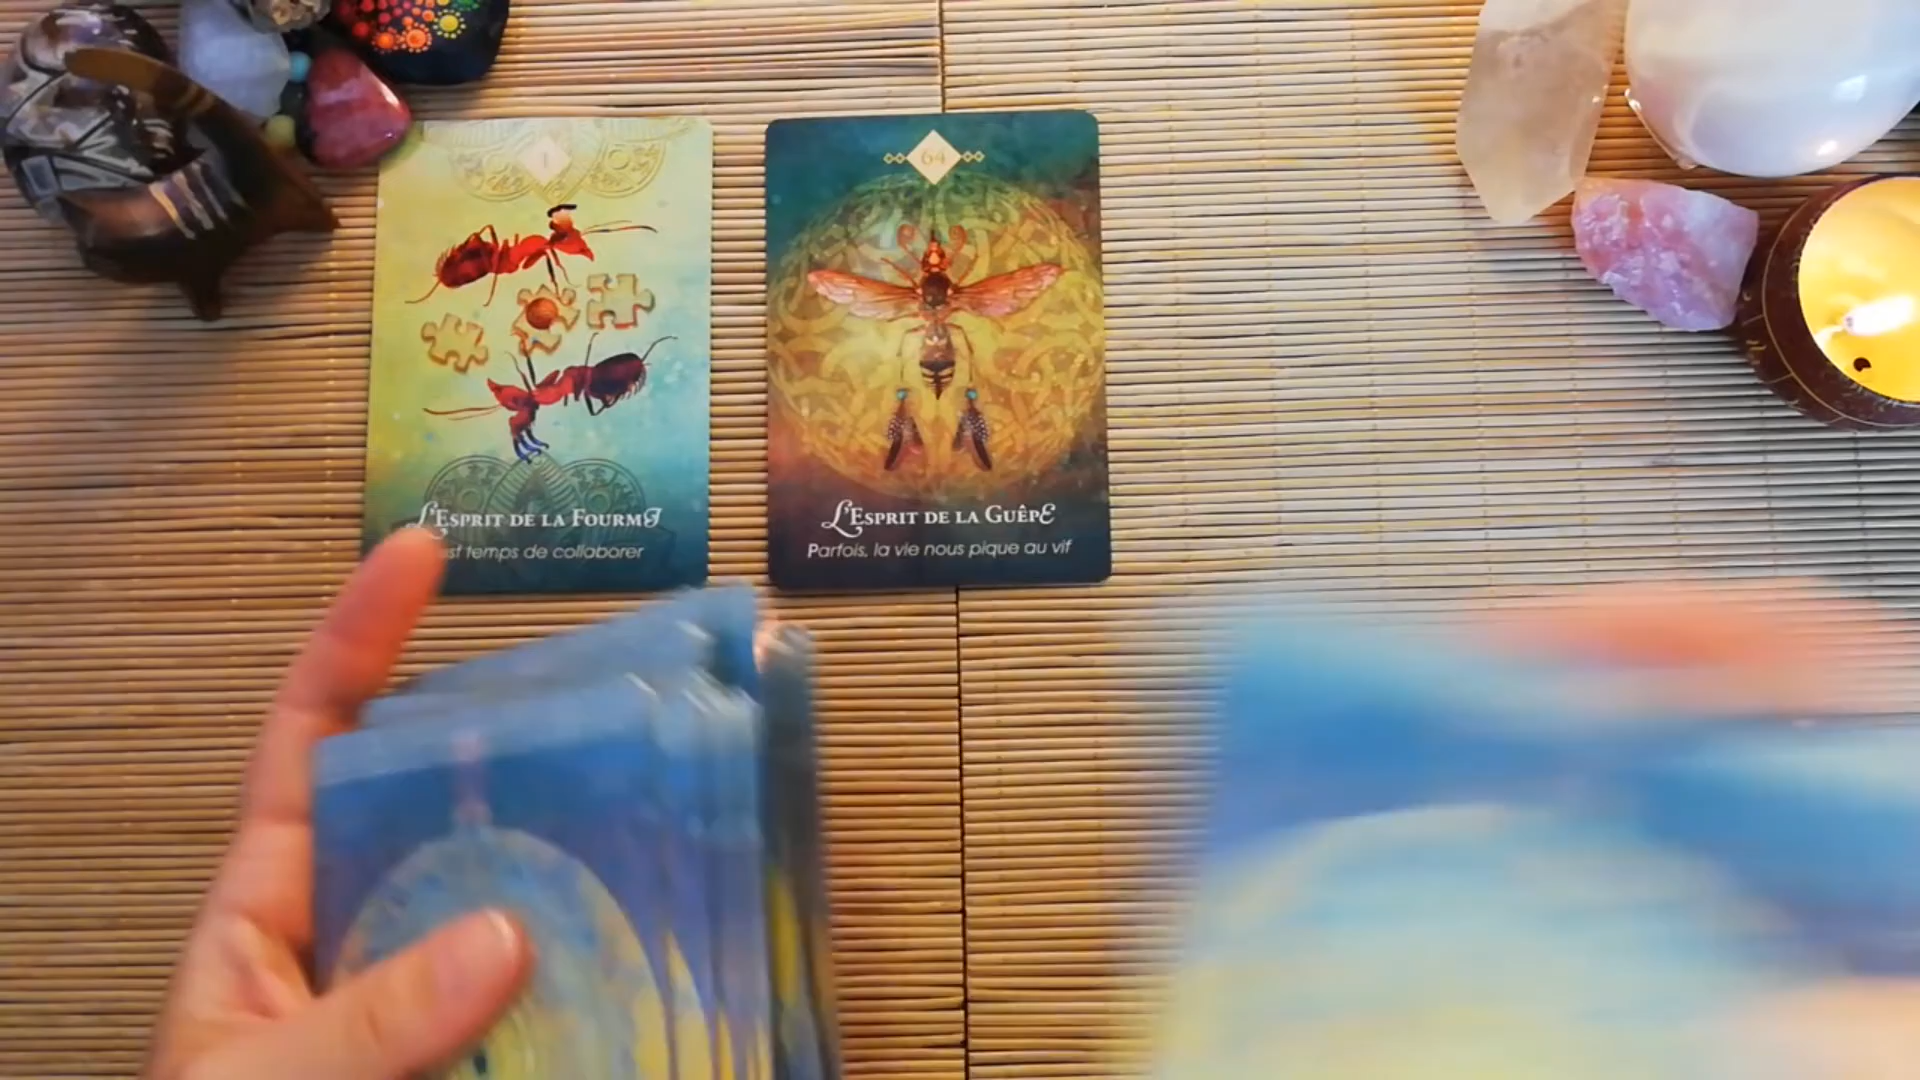 1
L'ESPRIT DE LA FOURMI
st temps de collaborer
64
L'ESPRIT DE LA GUÊPE
Parfois, la vie nous pique au vif